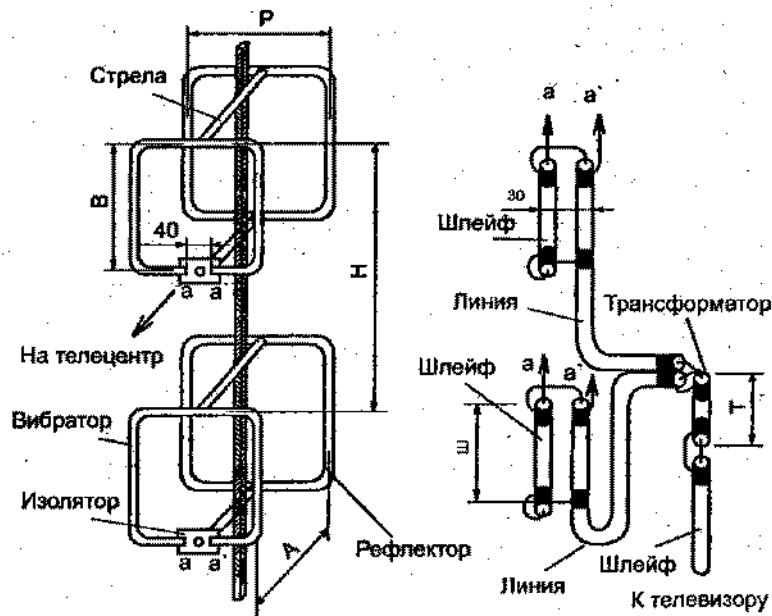 P
Стрела
B
40
a a'
H
На телецентр
Вибратор
Изолятор
a a'
A
Рефлектор
a a'
30
Шлейф
Линия
Трансформатор
Шлейф
a a'
Ш
T
Линия
Шлейф
К телевизору